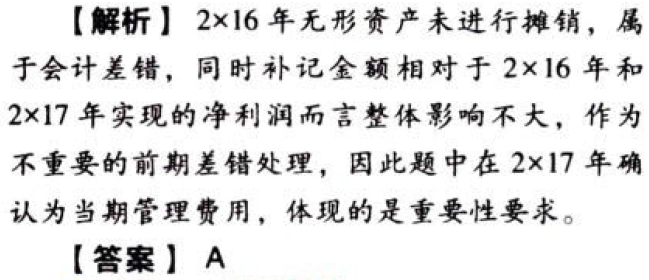 【解析】 2×16 年无形资产未进行摊销，属
于会计差错，同时补记金额相对于 2×16 年和
2×17 年实现的净利润而言整体影响不大，作为
不重要的前期差错处理，因此题中在 2×17 年确
认为当期管理费用，体现的是重要性要求。
【答案】 A